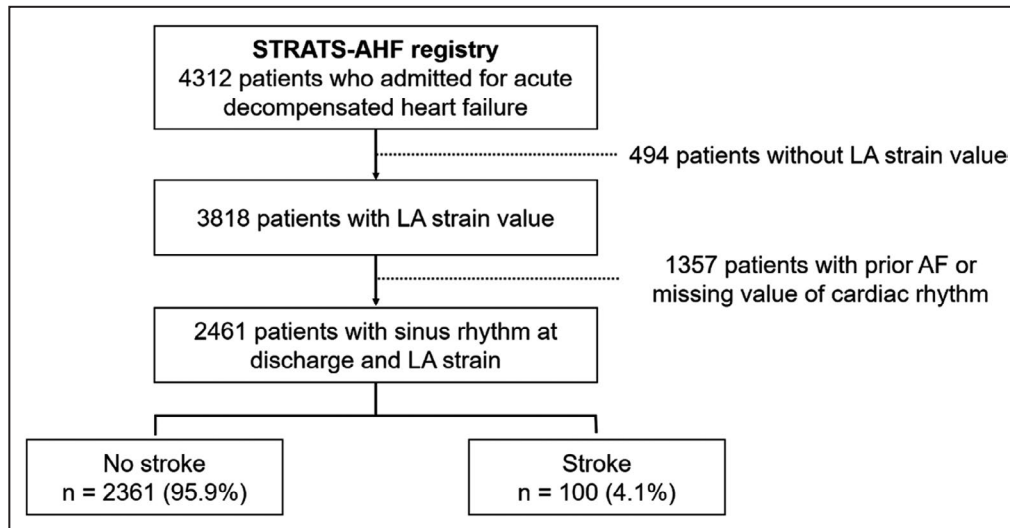 STRATS-AHF registry
4312 patients who admitted for acute
decompensated heart failure
494 patients without LA strain value
3818 patients with LA strain value
1357 patients with prior AF or
missing value of cardiac rhythm
2461 patients with sinus rhythm at
discharge and LA strain
No stroke
n = 2361 (95.9%)
Stroke
n = 100 (4.1%)